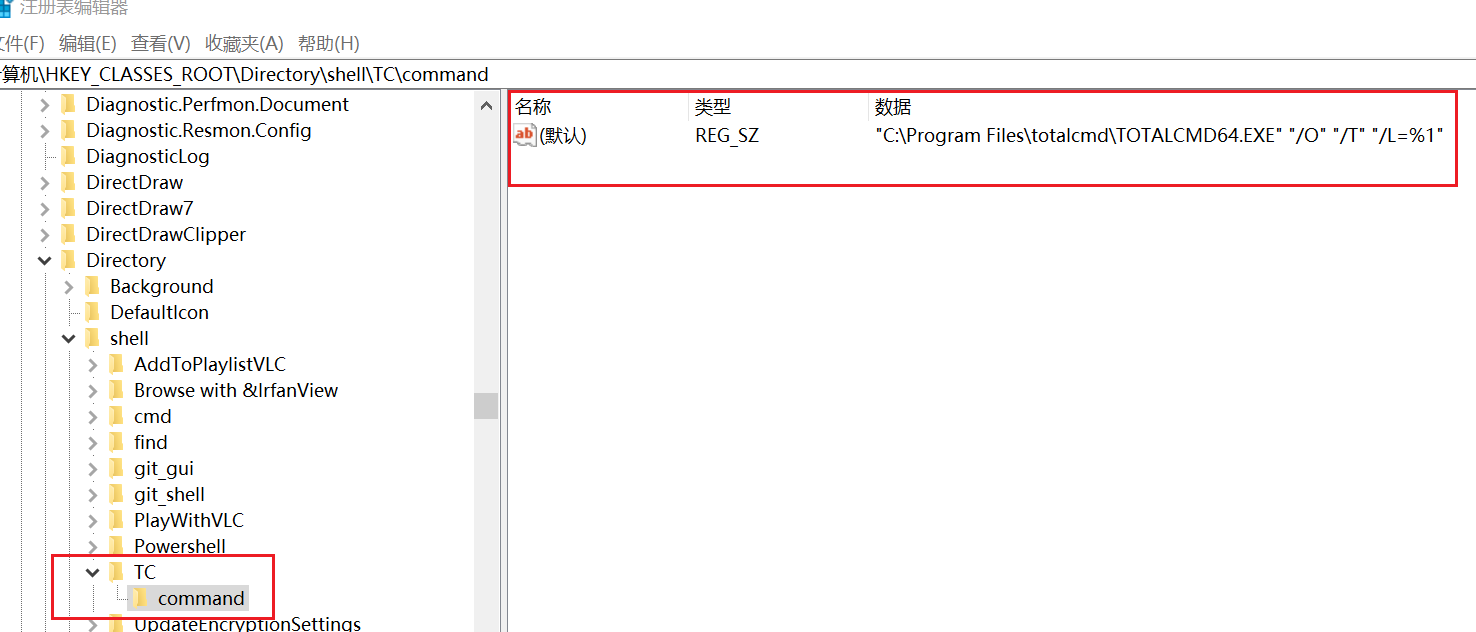 注册表编辑器
文件(F) 编辑(E) 查看(V) 收藏夹(A) 帮助(H)
计算机\HKEY_CLASSES_ROOT\Directory\shell\TC\command
Diagnostic.Perfmon.Document
Diagnostic.Resmon.Config
DiagnosticLog
DirectDraw
DirectDraw7
DirectDrawClipper
Directory
Background
DefaultIcon
shell
AddToPlaylistVLC
Browse with &IrfanView
cmd
find
git_gui
git_shell
PlayWithVLC
Powershell
TC
command
UpdateEncryptionSettings
名称 类型 数据
ab (默认) REG_SZ "C:\Program Files\totalcmd\TOTALCMD64.EXE" "/O" "/T" "/L=%1"